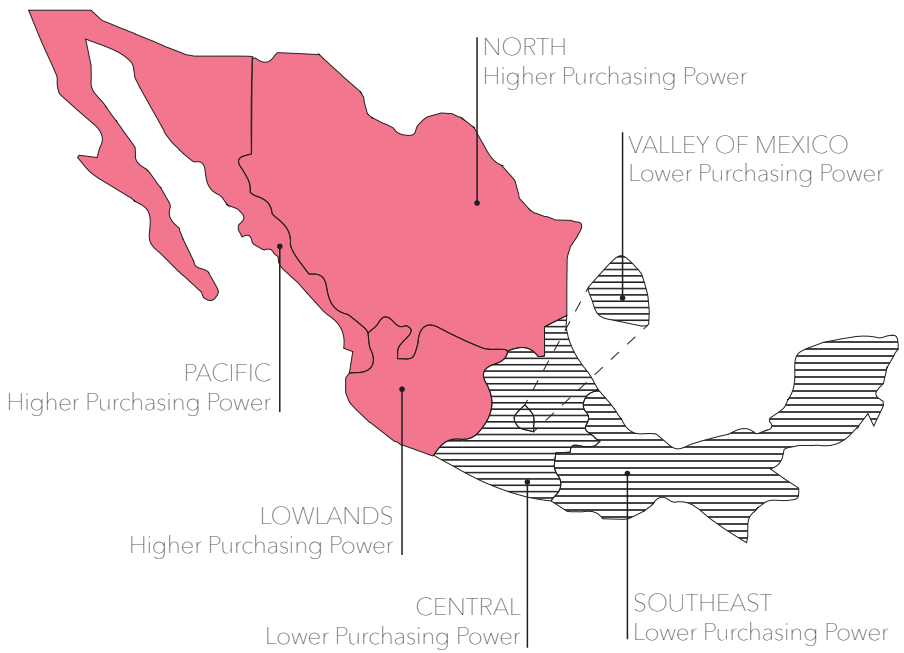 NORTH
Higher Purchasing Power
VALLEY OF MEXICO
Lower Purchasing Power
PACIFIC
Higher Purchasing Power
LOWLANDS
Higher Purchasing Power
CENTRAL
Lower Purchasing Power
SOUTHEAST
Lower Purchasing Power